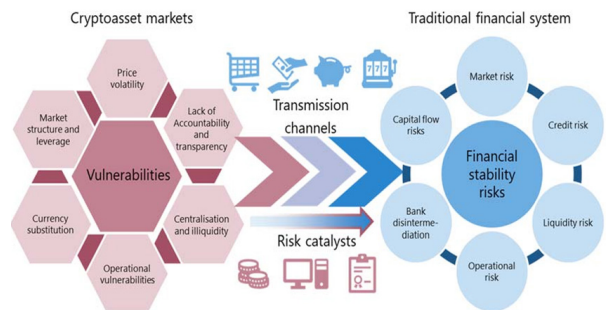 Cryptoasset markets
Traditional financial system
Price
volatility
Market
structure and
leverage
Lack of
Accountability
and
transparency
Vulnerabilities
Currency
substitution
Centralisation
and illiquidity
Operational
vulnerabilities
Transmission
channels
Risk catalysts
Market risk
Capital flow
risks
Credit risk
Financial
stability
risks
Bank
disinterme-
diation
Liquidity risk
Operational
risk